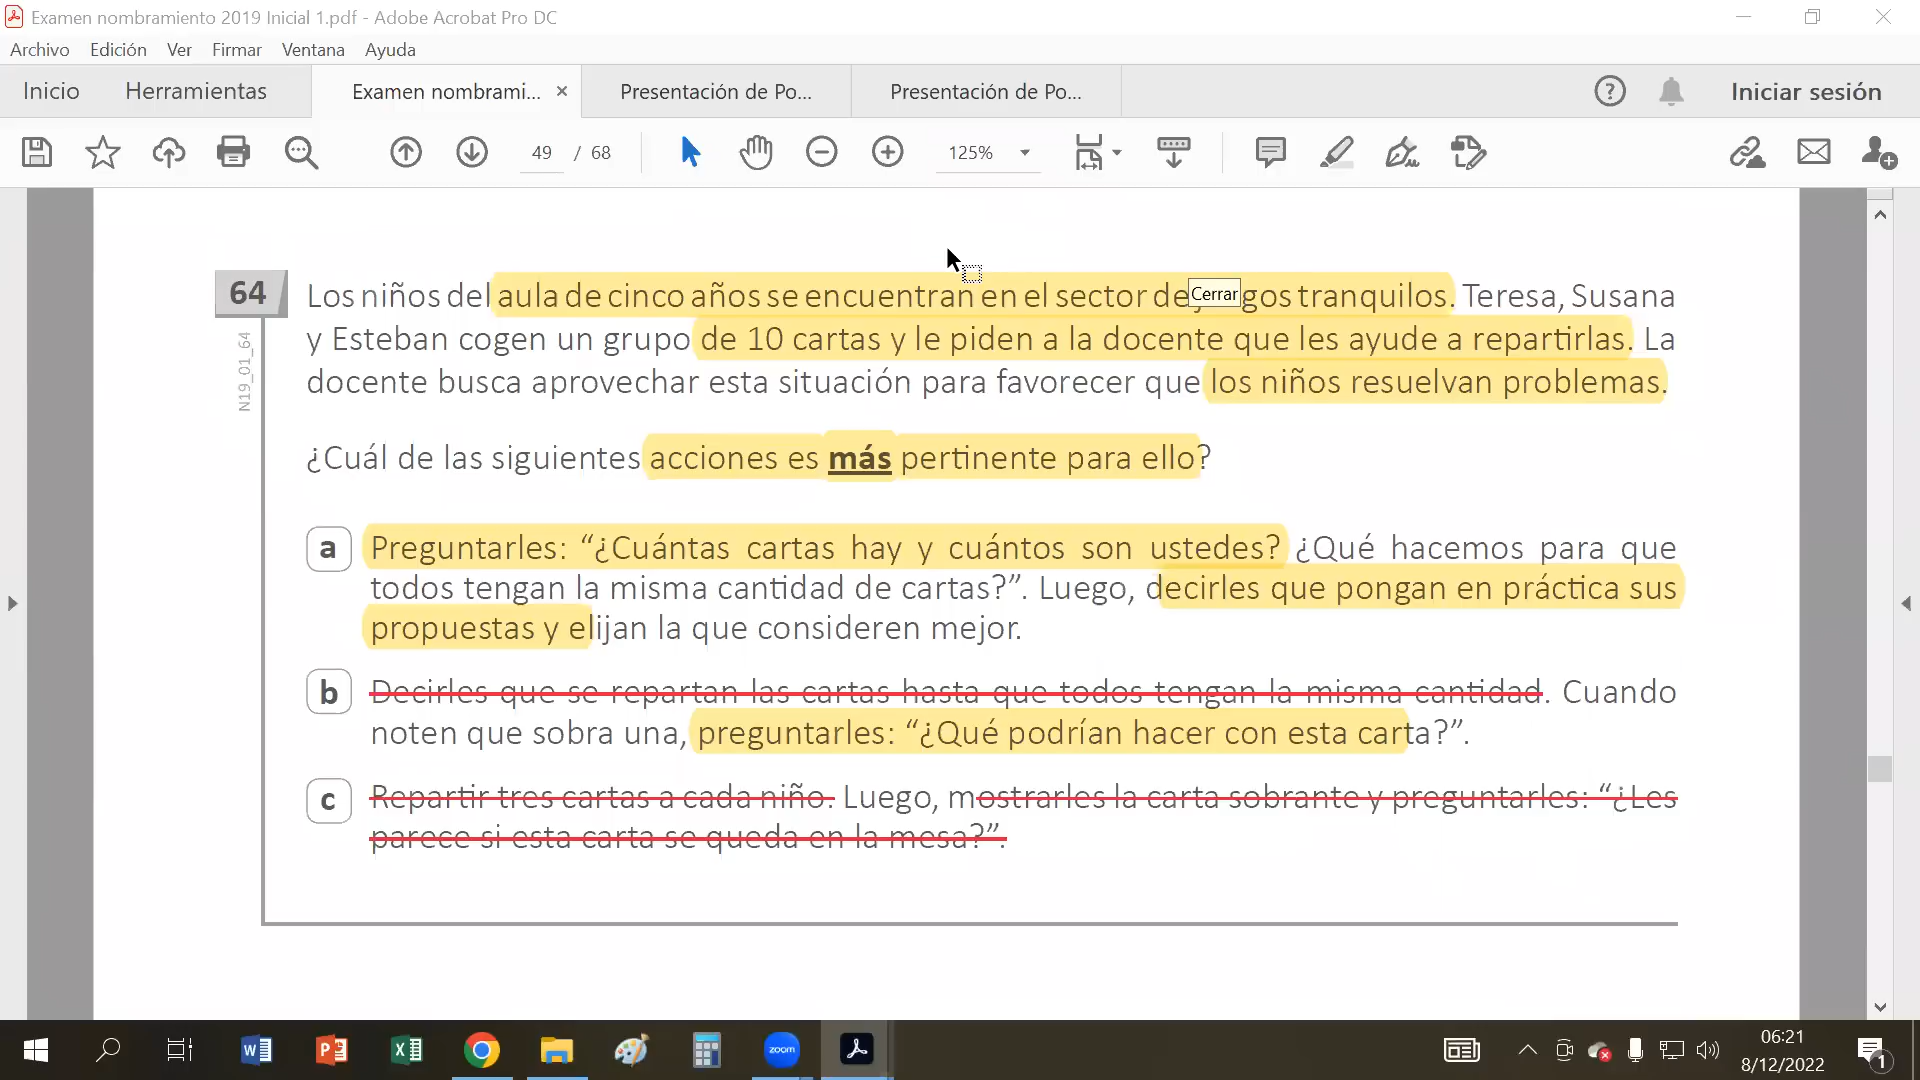 Examen nombramiento 2019 Inicial 1.pdf - Adobe Acrobat Pro DC
Archivo Edición Ver Firmar Ventana Ayuda
Inicio Herramientas Examen nombrami... × Presentación de Po... Presentación de Po... Iniciar sesión
49 / 68 125%
64 Los niños del aula de cinco años se encuentran en el sector de gos tranquilos. Teresa, Susana
Cerrar
y Esteban cogen un grupo de 10 cartas y le piden a la docente que les ayude a repartirlas. La
docente busca aprovechar esta situación para favorecer que los niños resuelvan problemas.
N19_01_64
¿Cuál de las siguientes acciones es más pertinente para ello?
a Preguntarles: “¿Cuántas cartas hay y cuántos son ustedes? ¿Qué hacemos para que
todos tengan la misma cantidad de cartas?”. Luego, decirles que pongan en práctica sus
propuestas y elijan la que consideren mejor.
b Decirles que se repartan las cartas hasta que todos tengan la misma cantidad. Cuando
noten que sobra una, preguntarles: “¿Qué podrían hacer con esta carta?”.
c Repartir tres cartas a cada niño. Luego, mostrarles la carta sobrante y preguntarles: “¿Les
parece si esta carta se queda en la mesa?”.
zoom
06:21
8/12/2022
1